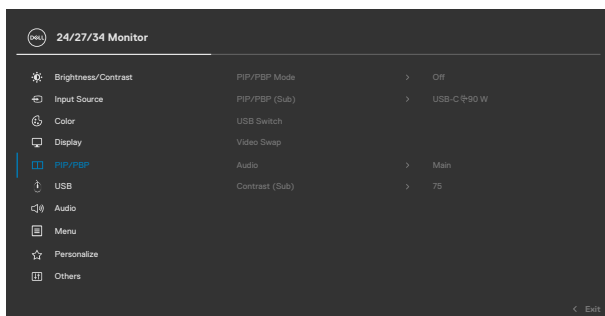 DELL 24/27/34 Monitor
Brightness/Contrast PIP/PBP Mode > Off
Input Source PIP/PBP (Sub) > USB-C 90 W
Color USB Switch
Display Video Swap
PIP/PBP Audio > Main
USB Contrast (Sub) > 75
Audio
Menu
Personalize
Others
< Exit